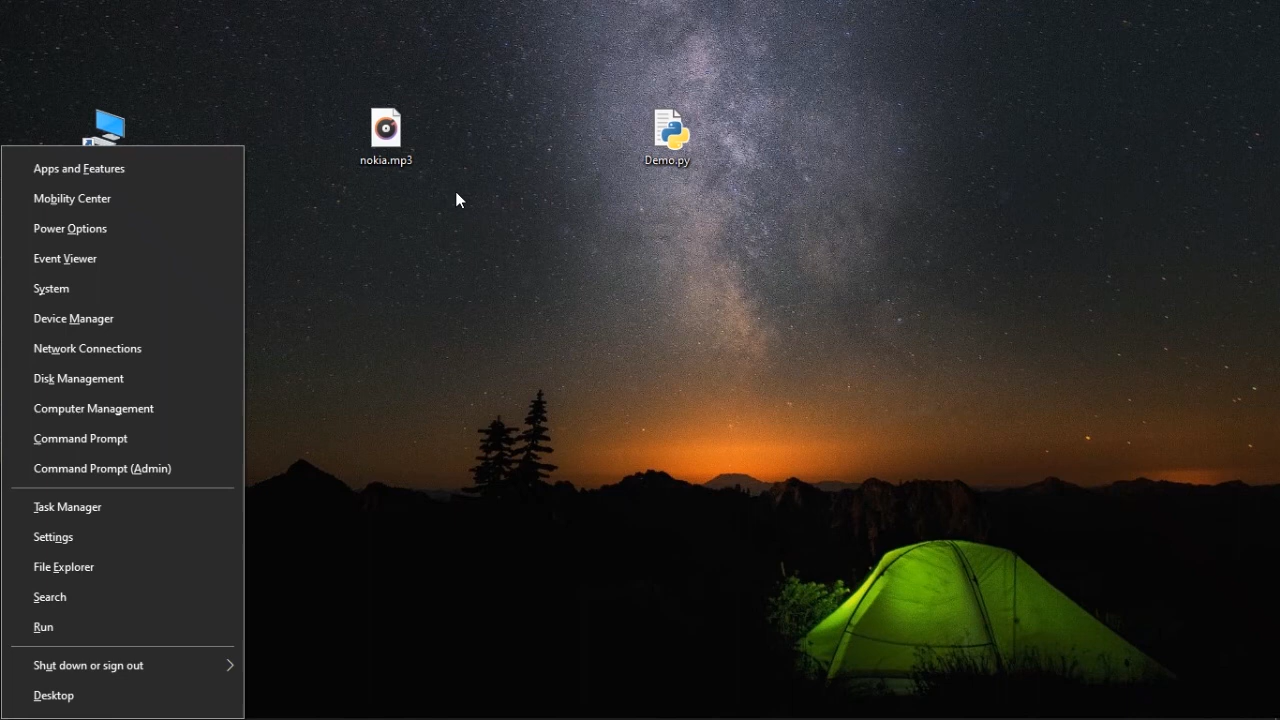 nokia.mp3
Demo.py
Apps and Features
Mobility Center
Power Options
Event Viewer
System
Device Manager
Network Connections
Disk Management
Computer Management
Command Prompt
Command Prompt (Admin)
Task Manager
Settings
File Explorer
Search
Run
Shut down or sign out
Desktop